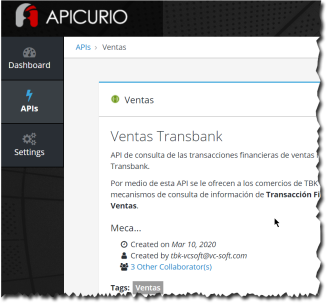 APICURIO
Dashboard
APIs
Settings
APIs › Ventas
Ventas
Ventas Transbank
API de consulta de las transacciones financieras de ventas
Transbank.
Por medio de esta API se le ofrecen a los comercios de TBK
mecanismos de consulta de información de Transacción
Ventas.
Meca...
Created on Mar 10, 2020
Created by tbk-vcsoft@vc-soft.com
3 Other Collaborator(s)
Tags: Ventas